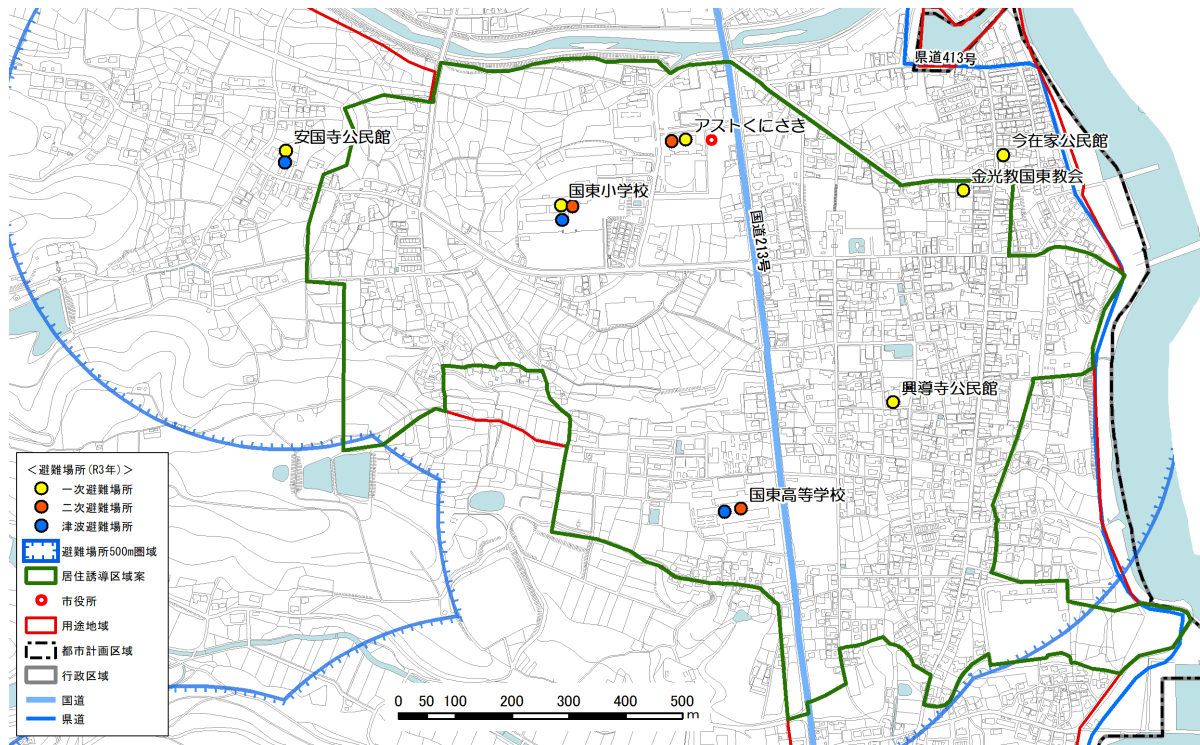 県道413号
アストくにさき
安国寺公民館
今在家公民館
金光教国東教会
国東小学校
国道213号
興導寺公民館
国東高等学校
＜避難場所(R3年)＞
一次避難場所
二次避難場所
津波避難場所
避難場所500m圏域
居住誘導区域案
市役所
用途地域
都市計画区域
行政区域
国道
県道
0 50 100 200 300 400 500
m